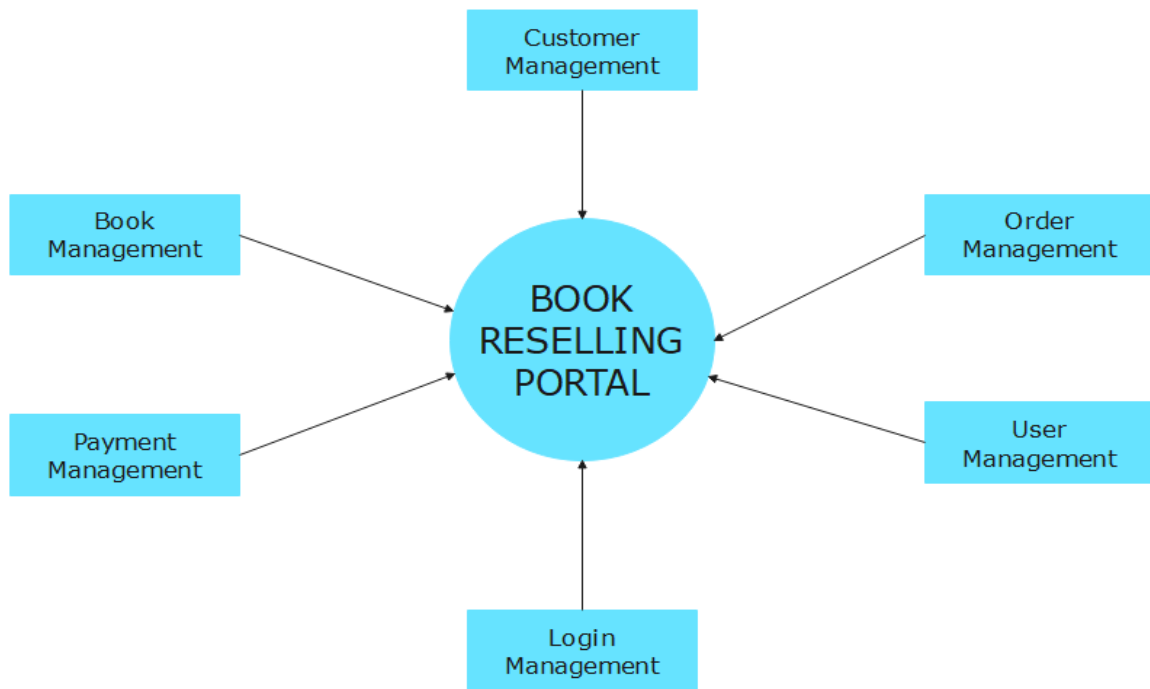 Customer
Management
Book
Management
Order
Management
BOOK
RESELLING
PORTAL
Payment
Management
User
Management
Login
Management